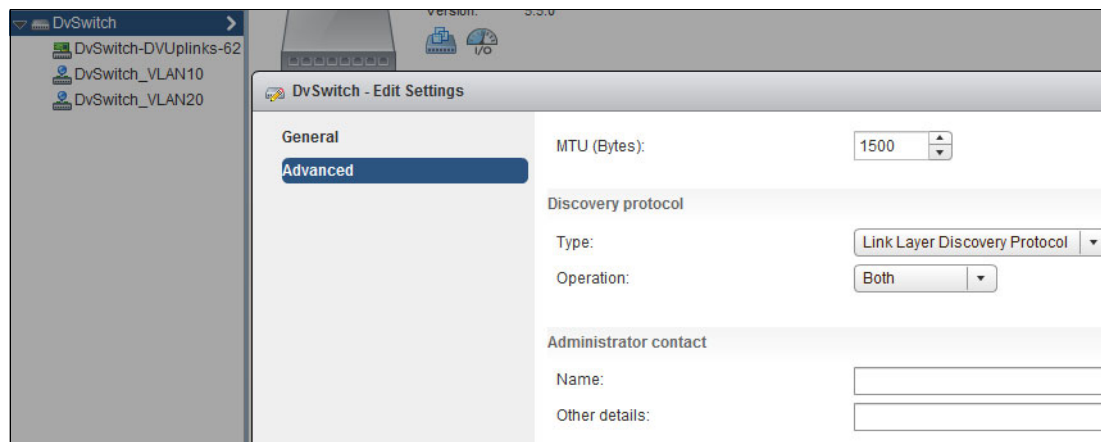 DvSwitch
DvSwitch-DVUplinks-62
DvSwitch_VLAN10
DvSwitch_VLAN20
Version:
I/O
DvSwitch - Edit Settings
General
Advanced
MTU (Bytes): 1500
Discovery protocol
Type: Link Layer Discovery Protocol
Operation: Both
Administrator contact
Name:
Other details: